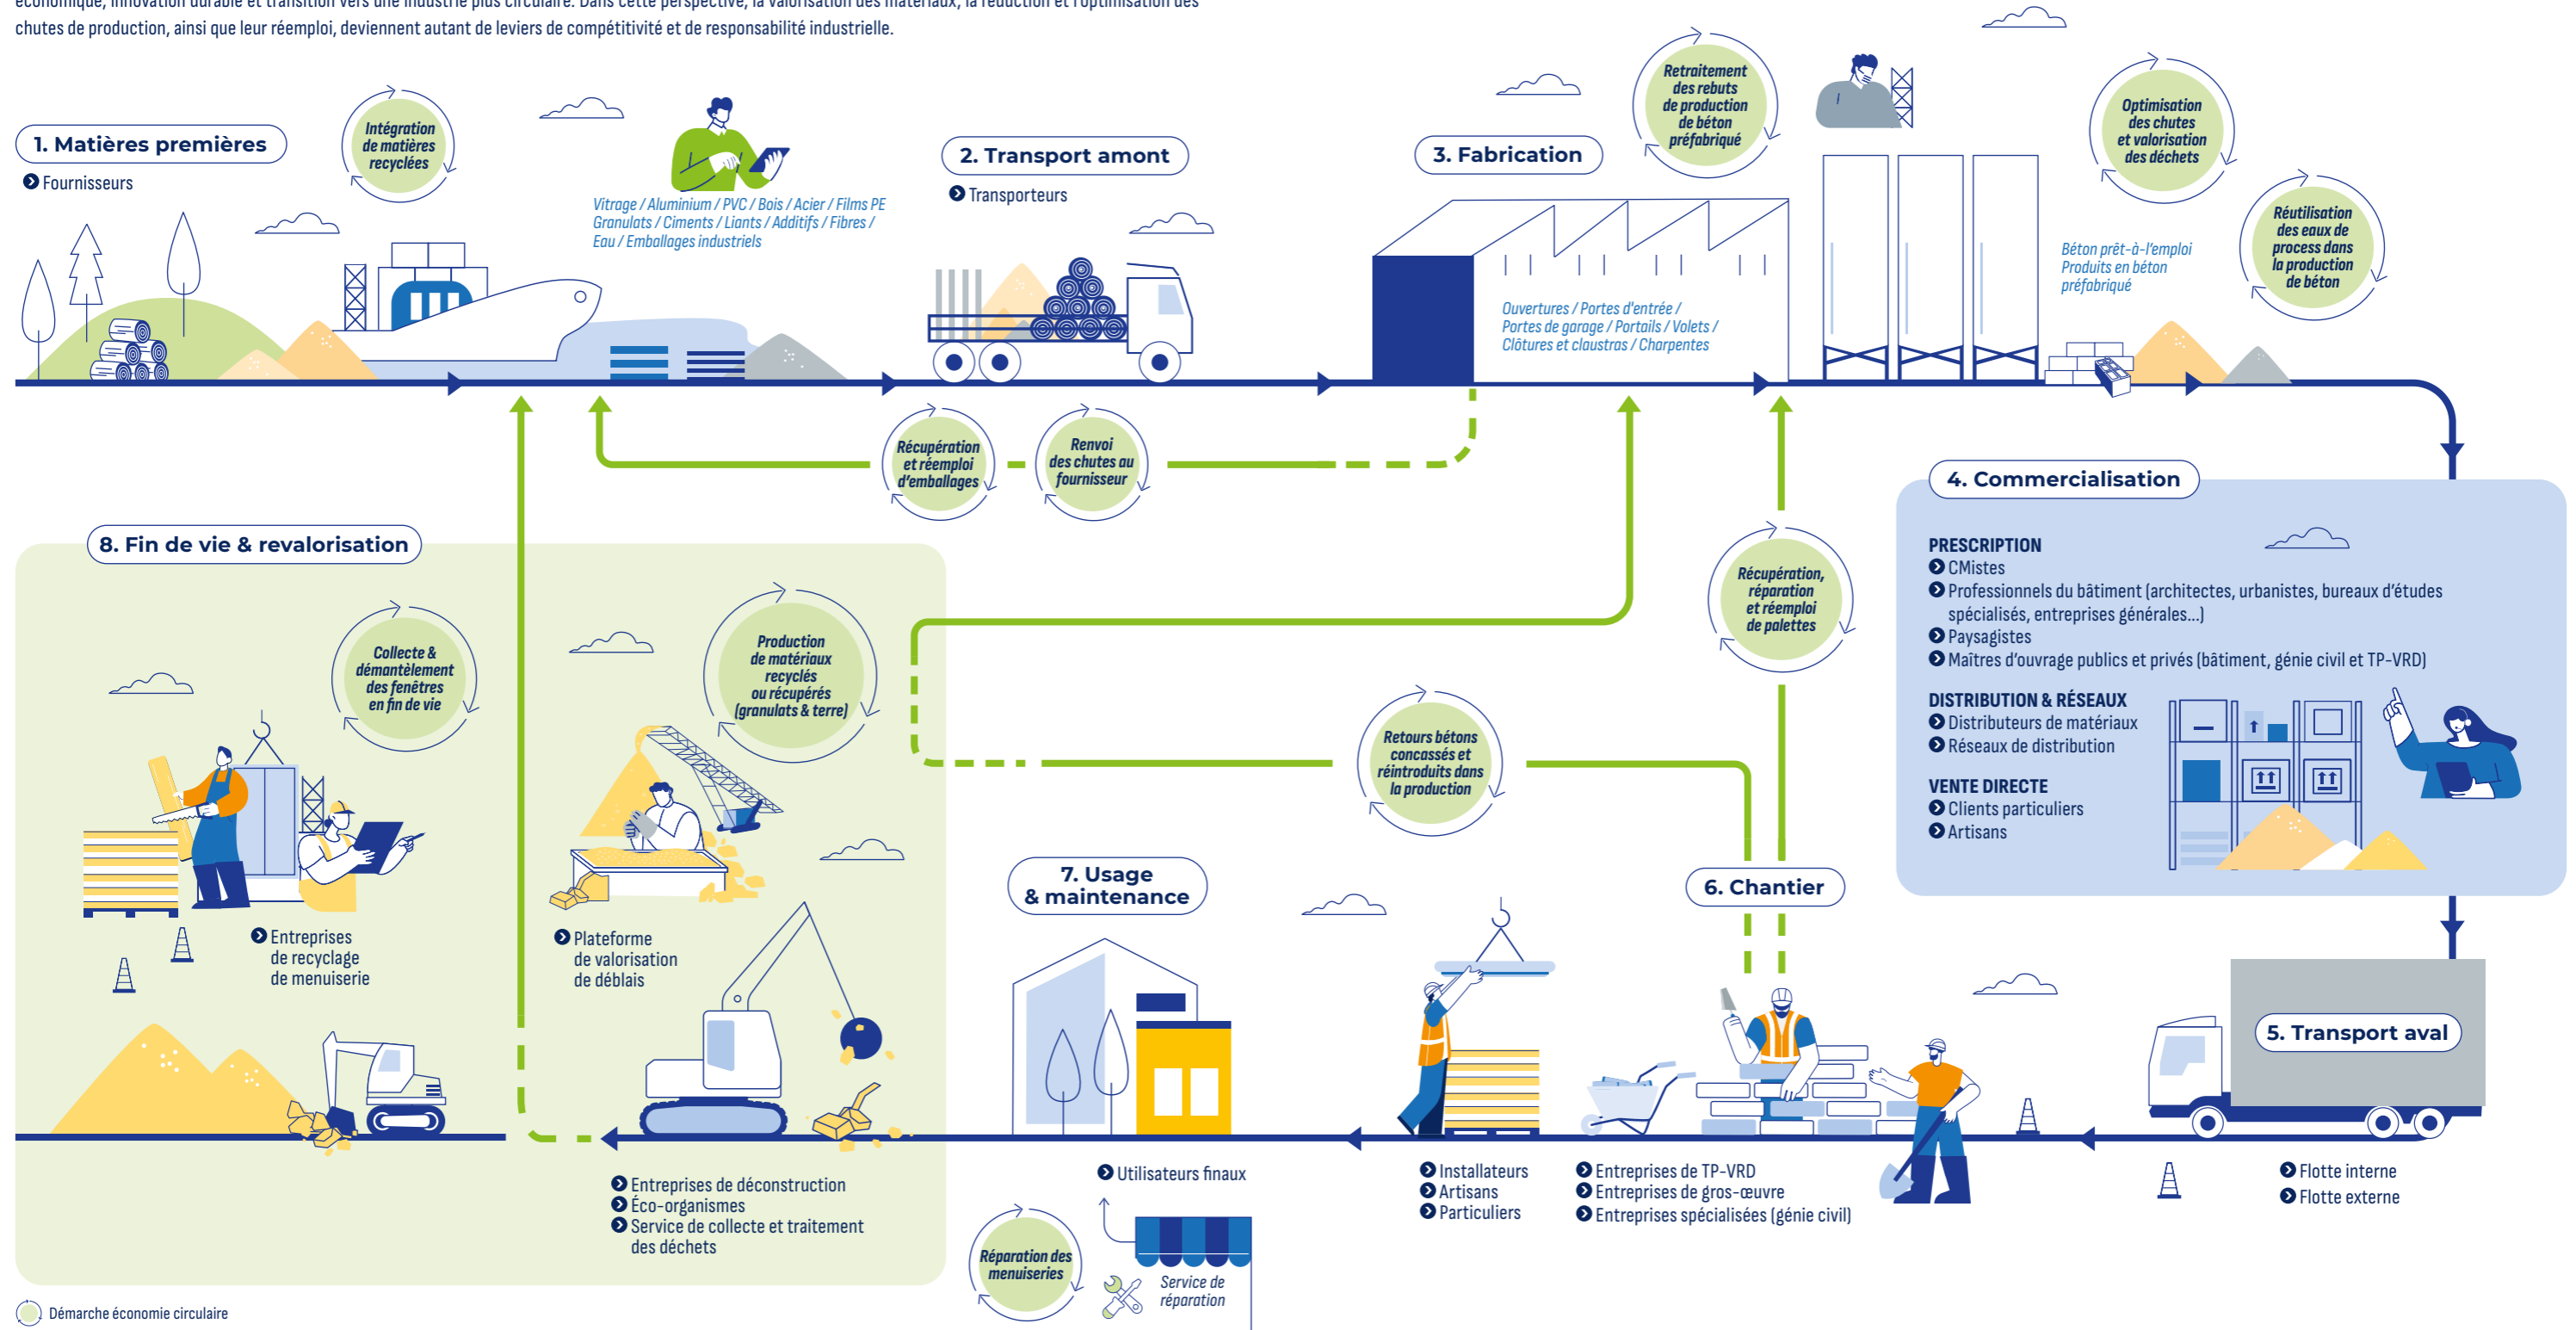 économique, innovation durable et transition vers une industrie plus circulaire. Dans cette perspective, la valorisation des matériaux, la réduction et l'optimisation des
chutes de production, ainsi que leur réemploi, deviennent autant de leviers de compétitivité et de responsabilité industrielle.
1. Matières premières
Fournisseurs
Intégration
de matières
recyclées
Vitrage / Aluminium / PVC / Bois / Acier / Films PE
Granulats / Ciments / Liants / Additifs / Fibres /
Eau / Emballages industriels
2. Transport amont
Transporteurs
3. Fabrication
Retraitement
des rebuts
de production
de béton
préfabriqué
Ouvertures / Portes d'entrée /
Portes de garage / Portails / Volets /
Clôtures et claustras / Charpentes
Optimisation
des chutes
et valorisation
des déchets
Béton prêt-à-l'emploi
Produits en béton
préfabriqué
Réutilisation
des eaux de
process dans
la production
de béton
Récupération
et réemploi
d'emballages
Renvoi
des chutes au
fournisseur
4. Commercialisation
PRESCRIPTION
CMistes
Professionnels du bâtiment (architectes, urbanistes, bureaux d'études
spécialisés, entreprises générales...)
Paysagistes
Maîtres d'ouvrage publics et privés (bâtiment, génie civil et TP-VRD)
DISTRIBUTION & RÉSEAUX
Distributeurs de matériaux
Réseaux de distribution
VENTE DIRECTE
Clients particuliers
Artisans
Récupération,
réparation
et réemploi
de palettes
Retours bétons
concassés et
réintroduits dans
la production
5. Transport aval
Flotte interne
Flotte externe
6. Chantier
Installateurs
Artisans
Particuliers
Entreprises de TP-VRD
Entreprises de gros-œuvre
Entreprises spécialisées (génie civil)
7. Usage
& maintenance
Utilisateurs finaux
Réparation des
menuiseries
Service de
réparation
8. Fin de vie & revalorisation
Collecte &
démantèlement
des fenêtres
en fin de vie
Production
de matériaux
recyclés
ou récupérés
(granulats & terre)
Entreprises
de recyclage
de menuiserie
Plateforme
de valorisation
de déblais
Entreprises de déconstruction
Éco-organismes
Service de collecte et traitement
des déchets
Démarche économie circulaire